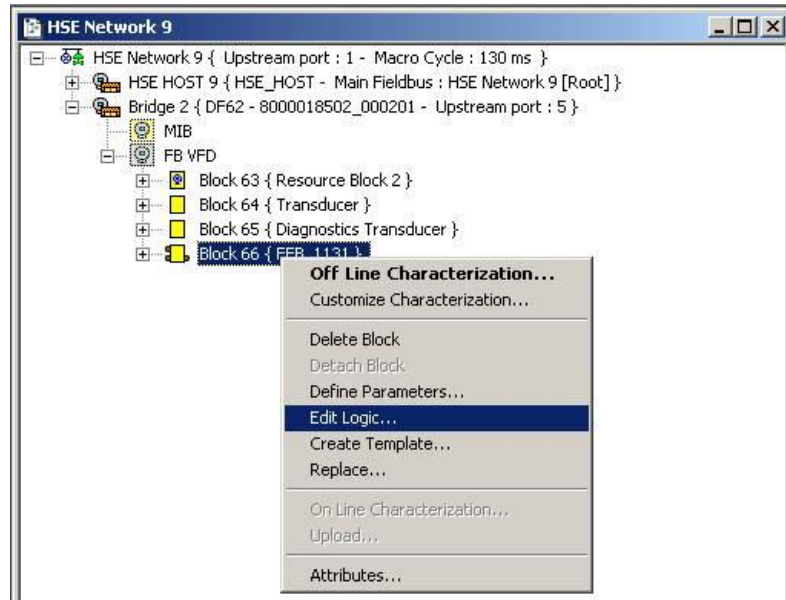 HSE Network 9
HSE Network 9 { Upstream port : 1 - Macro Cycle : 130 ms }
HSE HOST 9 { HSE_HOST - Main Fieldbus : HSE Network 9 [Root] }
Bridge 2 { DF62 - 8000018502_000201 - Upstream port : 5 }
MIB
FB VFD
Block 63 { Resource Block 2 }
Block 64 { Transducer }
Block 65 { Diagnostics Transducer }
Block 66 { FFB_1131 }
Off Line Characterization...
Customize Characterization...
Delete Block
Detach Block
Define Parameters...
Edit Logic...
Create Template...
Replace...
On Line Characterization...
Upload...
Attributes...